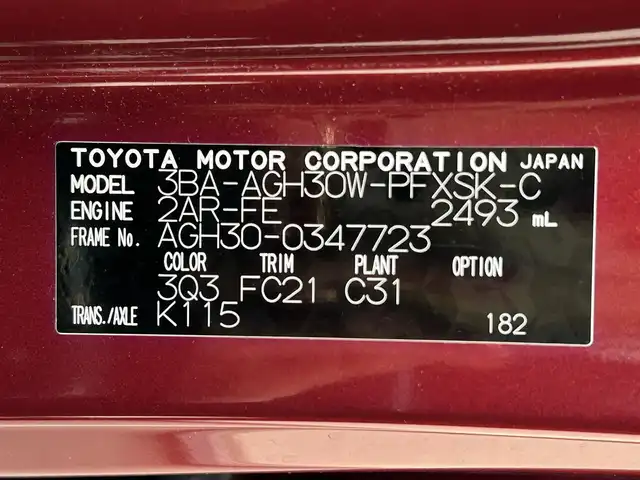 TOYOTA MOTOR CORPORATION JAPAN
MODEL 3BA-AGH30W-PFXSK-C
ENGINE 2AR-FE 2493 mL
FRAME No. AGH30-0347723
COLOR TRIM PLANT OPTION
3Q3 FC21 C31
TRANS./AXLE K115 182